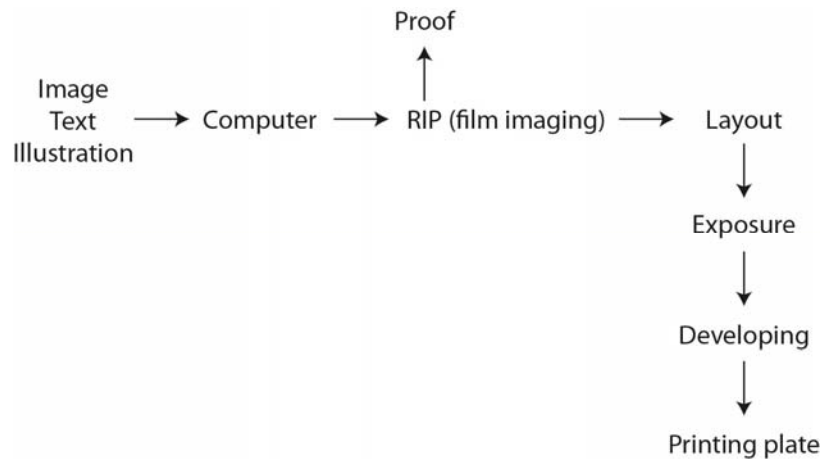 Proof
Image
Text
Illustration
Computer
RIP (film imaging)
Layout
Exposure
Developing
Printing plate